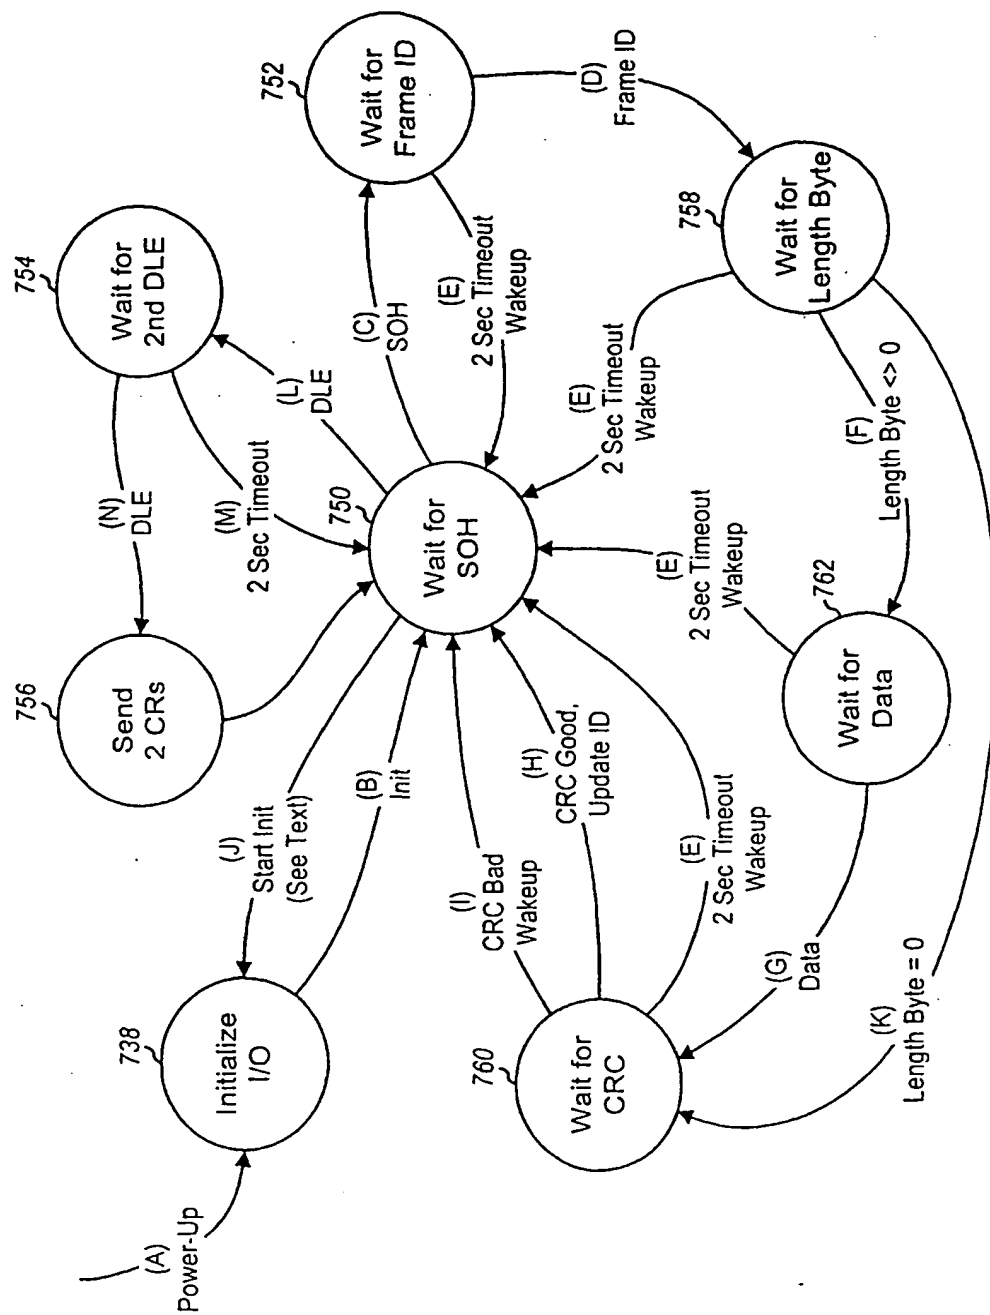 (A)
Power-Up
738
Initialize
I/O
(J)
Start Init
(See Text)
(B)
Init
756
Send
2 CRs
(N)
DLE
(M)
2 Sec Timeout
754
Wait for
2nd DLE
(L)
DLE
750
Wait for
SOH
(C)
SOH
752
Wait for
Frame ID
(E)
2 Sec Timeout
Wakeup
(D)
Frame ID
758
Wait for
Length Byte
(E)
2 Sec Timeout
Wakeup
(F)
Length Byte <> 0
762
Wait for
Data
(E)
2 Sec Timeout
Wakeup
(G)
Data
(K)
Length Byte = 0
760
Wait for
CRC
(I)
CRC Bad
Wakeup
(H)
CRC Good,
Update ID
(E)
2 Sec Timeout
Wakeup